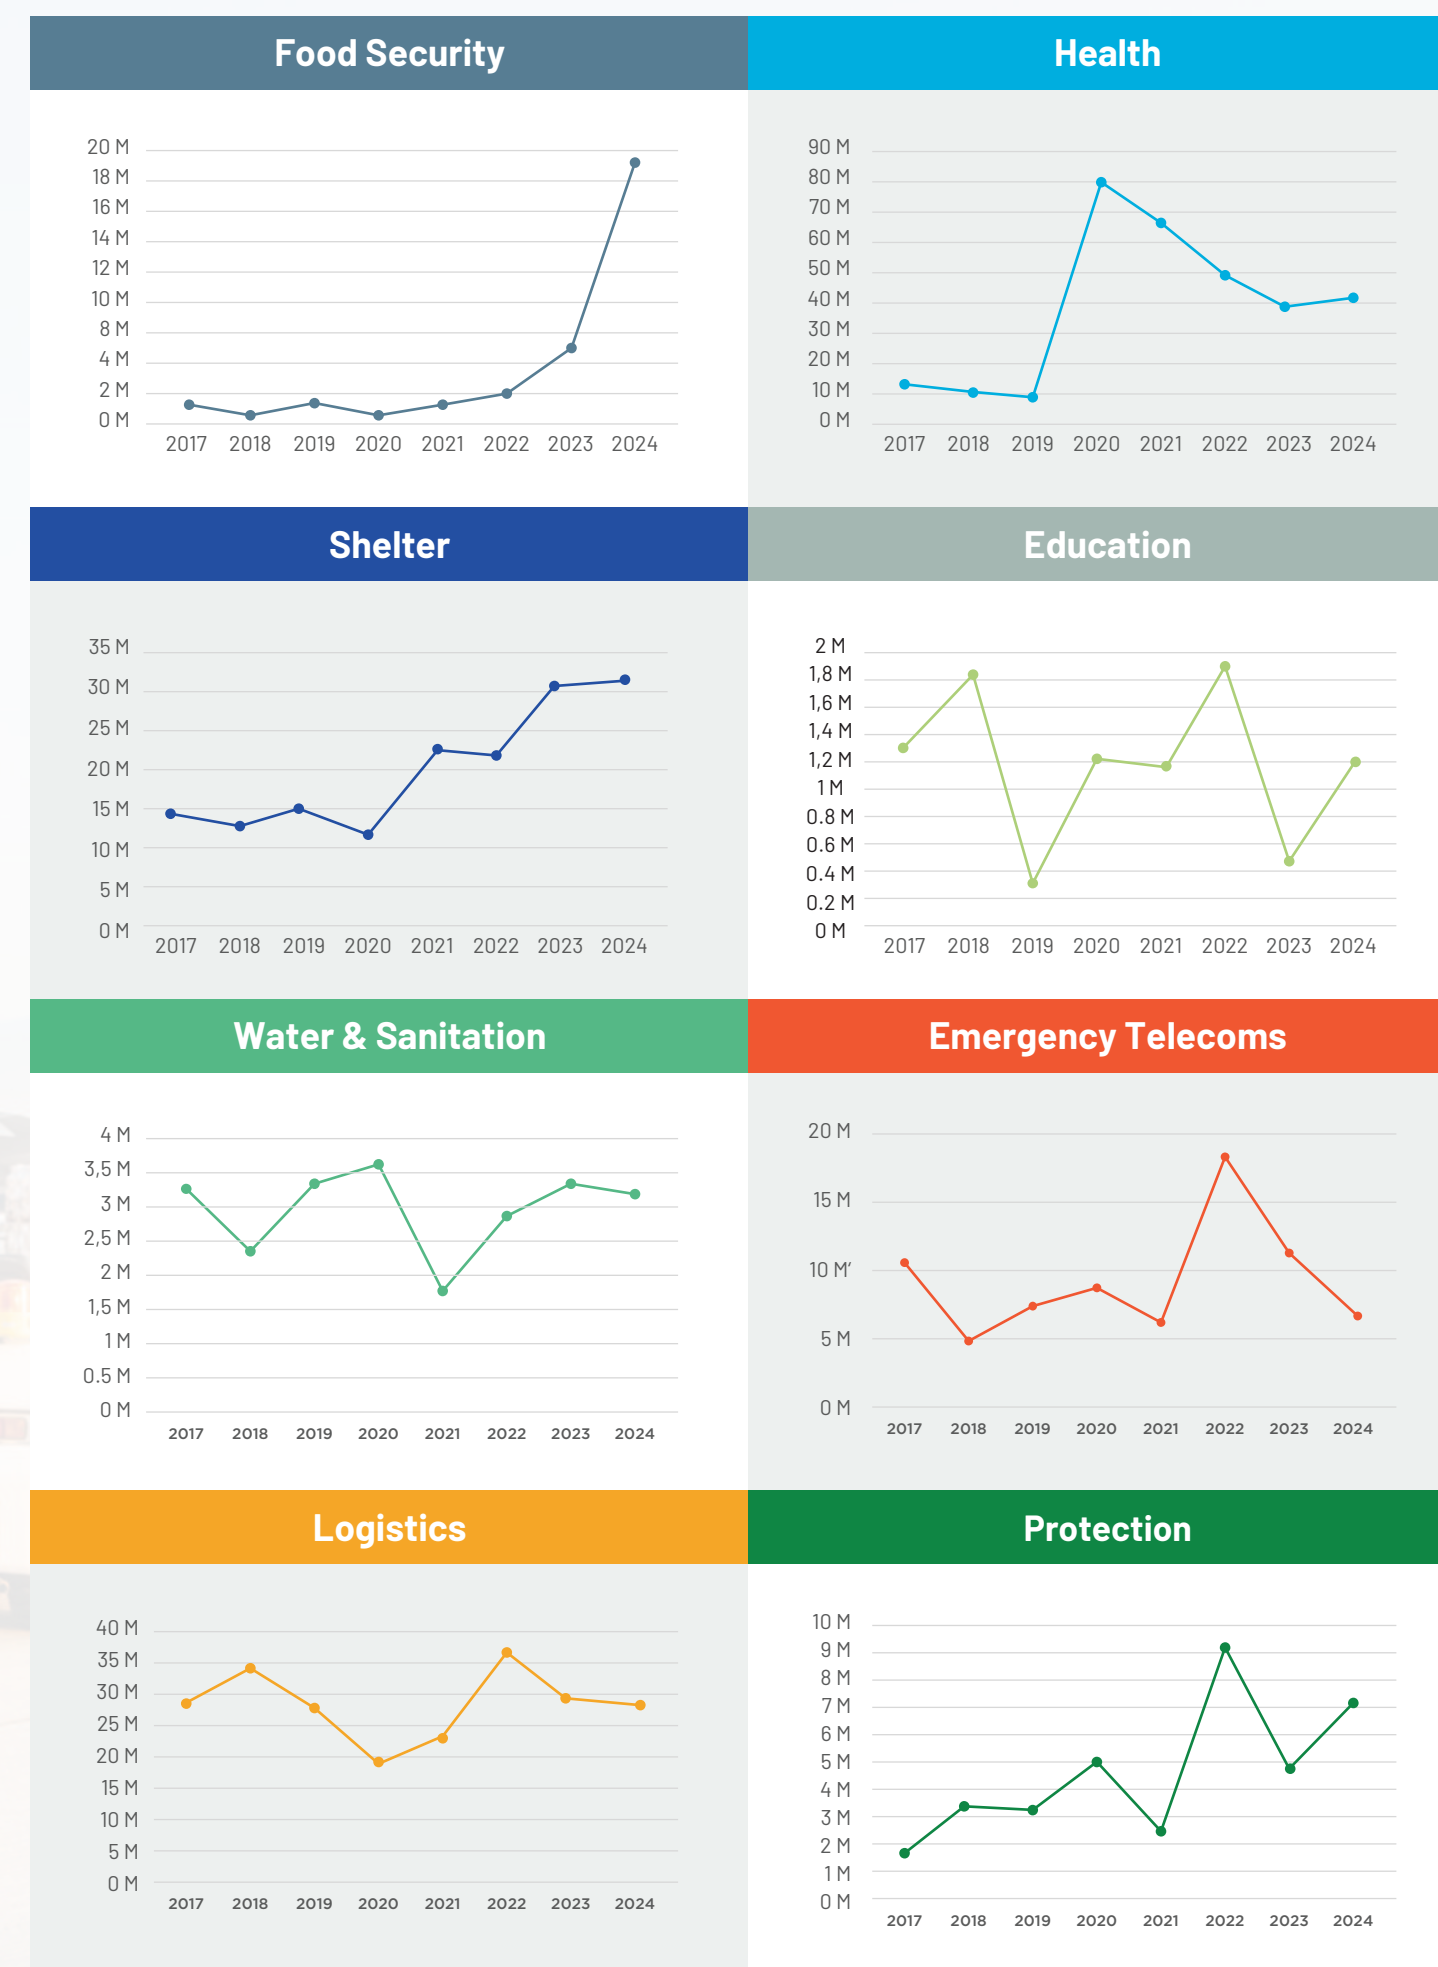 Food Security
20 M
18 M
16 M
14 M
12 M
10 M
8 M
4 M
2 M
0 M
2017 2018 2019 2020 2021 2022 2023 2024
Health
90 M
80 M
70 M
60 M
50 M
40 M
30 M
20 M
10 M
0 M
2017 2018 2019 2020 2021 2022 2023 2024
Shelter
35 M
30 M
25 M
20 M
15 M
10 M
5 M
0 M
2017 2018 2019 2020 2021 2022 2023 2024
Education
2 M
1,8 M
1,6 M
1,4 M
1,2 M
1 M
0.8 M
0.6 M
0.4 M
0.2 M
0 M
2017 2018 2019 2020 2021 2022 2023 2024
Water & Sanitation
4 M
3,5 M
3 M
2,5 M
2 M
1,5 M
1 M
0.5 M
0 M
2017 2018 2019 2020 2021 2022 2023 2024
Emergency Telecoms
20 M
15 M
10 M’
5 M
0 M
2017 2018 2019 2020 2021 2022 2023 2024
Logistics
40 M
35 M
30 M
25 M
20 M
15 M
10 M
5 M
0 M
2017 2018 2019 2020 2021 2022 2023 2024
Protection
10 M
9 M
8 M
7 M
6 M
5 M
4 M
3 M
2 M
1 M
0 M
2017 2018 2019 2020 2021 2022 2023 2024